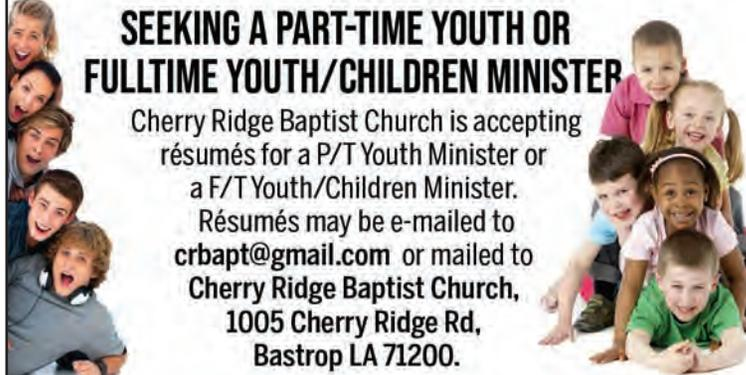 SEEKING A PART-TIME YOUTH OR
FULLTIME YOUTH/CHILDREN MINISTER
Cherry Ridge Baptist Church is accepting
résumés for a P/T Youth Minister or
a F/T Youth/Children Minister.
Résumés may be e-mailed to
crbapt@gmail.com or mailed to
Cherry Ridge Baptist Church,
1005 Cherry Ridge Rd,
Bastrop LA 71200.